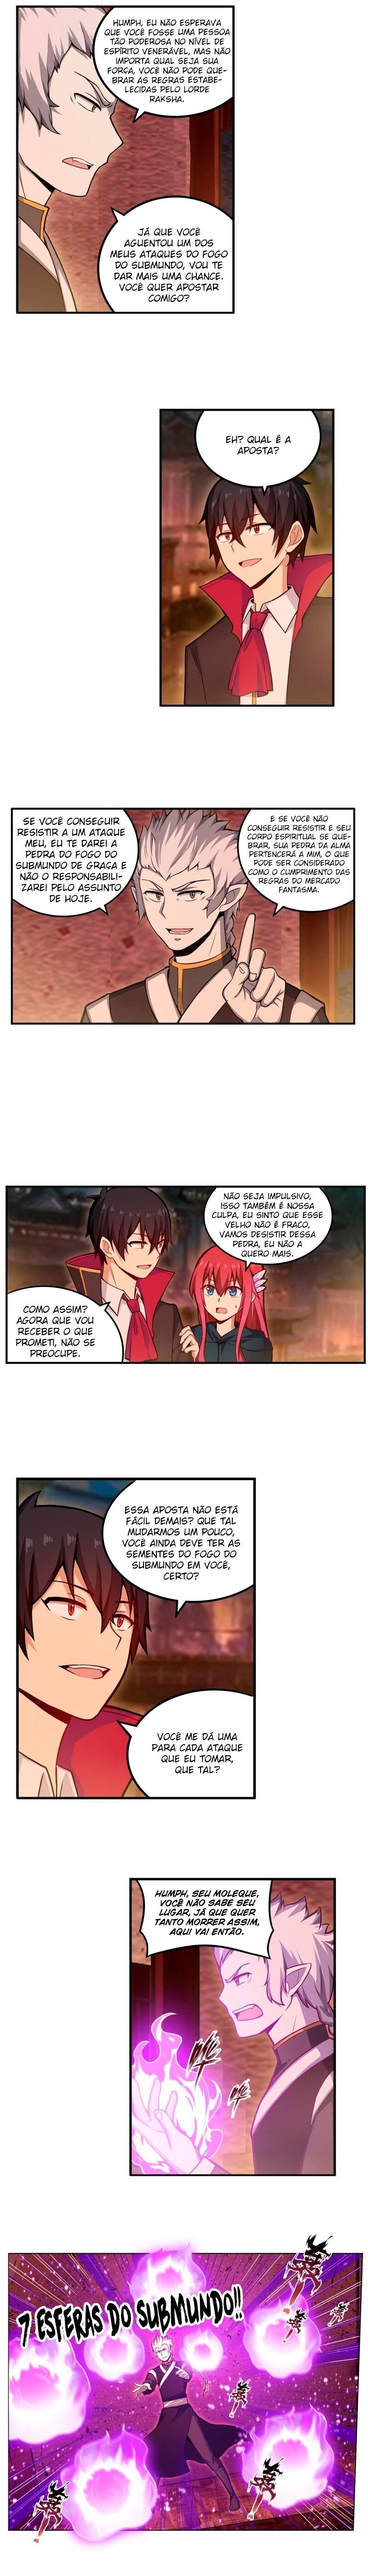 HUMPH, EU NÃO ESPERAVA
QUE VOCÊ FOSSE UMA PESSOA
TÃO PODEROSA NO NÍVEL DE
ESPÍRITO VENERÁVEL, MAS NÃO
IMPORTA QUAL SEJA SUA
FORÇA, VOCÊ NÃO PODE QUE-
BRAR AS REGRAS ESTABE-
LECIDAS PELO LORDE
RAKSHA.
JÁ QUE VOCÊ
AGUENTOU UM DOS
MEUS ATAQUES DO FOGO
DO SUBMUNDO, VOU TE
DAR MAIS UMA CHANCE.
VOCÊ QUER APOSTAR
COMIGO?
EH? QUAL É A
APOSTA?
SE VOCÊ CONSEGUIR
RESISTIR A UM ATAQUE
MEU, EU TE DAREI A
PEDRA DO FOGO DO
SUBMUNDO DE GRAÇA E
NÃO O RESPONSABILI-
ZAREI PELO ASSUNTO
DE HOJE.
E SE VOCÊ NÃO
CONSEGUIR RESISTIR E SEU
CORPO ESPIRITUAL SE QUE-
BRAR, SUA PEDRA DA ALMA
PERTENCERÁ A MIM, O QUE
PODE SER CONSIDERADO
COMO O CUMPRIMENTO DAS
REGRAS DO MERCADO
FANTASMA.
NÃO SEJA IMPULSIVO,
ISSO TAMBÉM É NOSSA
CULPA, EU SINTO QUE ESSE
VELHO NÃO É FRACO,
VAMOS DESISTIR DESSA
PEDRA, EU NÃO A
QUERO MAIS.
COMO ASSIM?
AGORA QUE VOU
RECEBER O QUE
PROMETI, NÃO SE
PREOCUPE.
ESSA APOSTA NÃO ESTÁ
FÁCIL DEMAIS? QUE TAL
MUDARMOS UM POUCO,
VOCÊ AINDA DEVE TER AS
SEMENTES DO FOGO DO
SUBMUNDO EM VOCÊ,
CERTO?
VOCÊ ME DÁ UMA
PARA CADA ATAQUE
QUE EU TOMAR,
QUE TAL?
HUMPH, SEU MOLEQUE,
VOCÊ NÃO SABE SEU
LUGAR, JÁ QUE QUER
TANTO MORRER ASSIM,
AQUI VAI ENTÃO.
7 ESFERAS DO SUBMUNDO!!